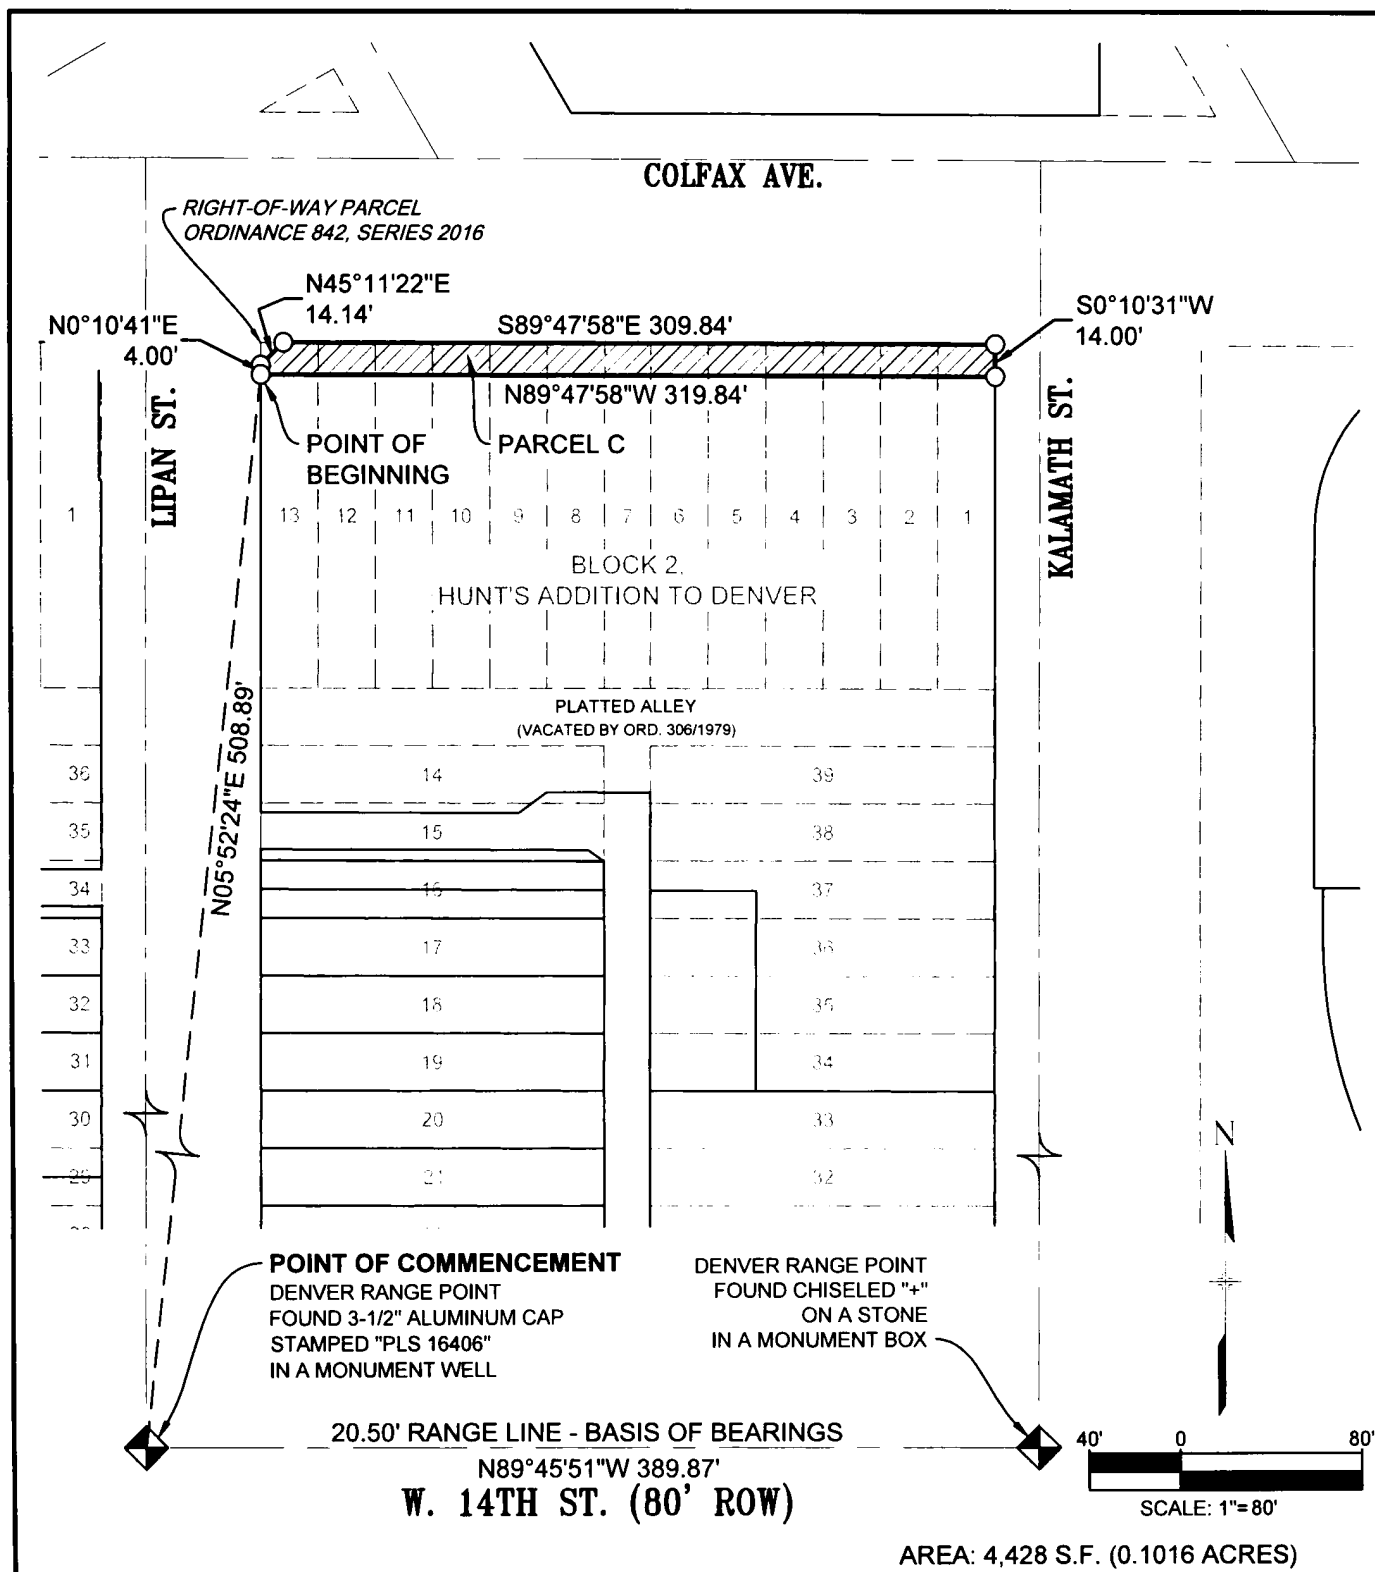 COLFAX AVE.
RIGHT-OF-WAY PARCEL
ORDINANCE 842, SERIES 2016
N45°11'22"E
14.14'
N0°10'41"E
4.00'
S89°47'58"E 309.84'
S0°10'31"W
14.00'
N89°47'58"W 319.84'
POINT OF
BEGINNING
PARCEL C
LIPAN ST.
KALAMATH ST.
1
13 12 11 10 9 8 7 6 5 4 3 2 1
BLOCK 2,
HUNT'S ADDITION TO DENVER
N05°52'24"E 508.89'
PLATTED ALLEY
(VACATED BY ORD. 306/1979)
36 14 39
35 15 38
34 16 37
33 17 36
32 18 35
31 19 34
30 20 33
29 21 32
N
POINT OF COMMENCEMENT
DENVER RANGE POINT
FOUND 3-1/2" ALUMINUM CAP
STAMPED "PLS 16406"
IN A MONUMENT WELL
DENVER RANGE POINT
FOUND CHISELED "+"
ON A STONE
IN A MONUMENT BOX
20.50' RANGE LINE - BASIS OF BEARINGS
N89°45'51"W 389.87'
W. 14TH ST. (80' ROW)
40' 0 80'
SCALE: 1"=80'
AREA: 4,428 S.F. (0.1016 ACRES)